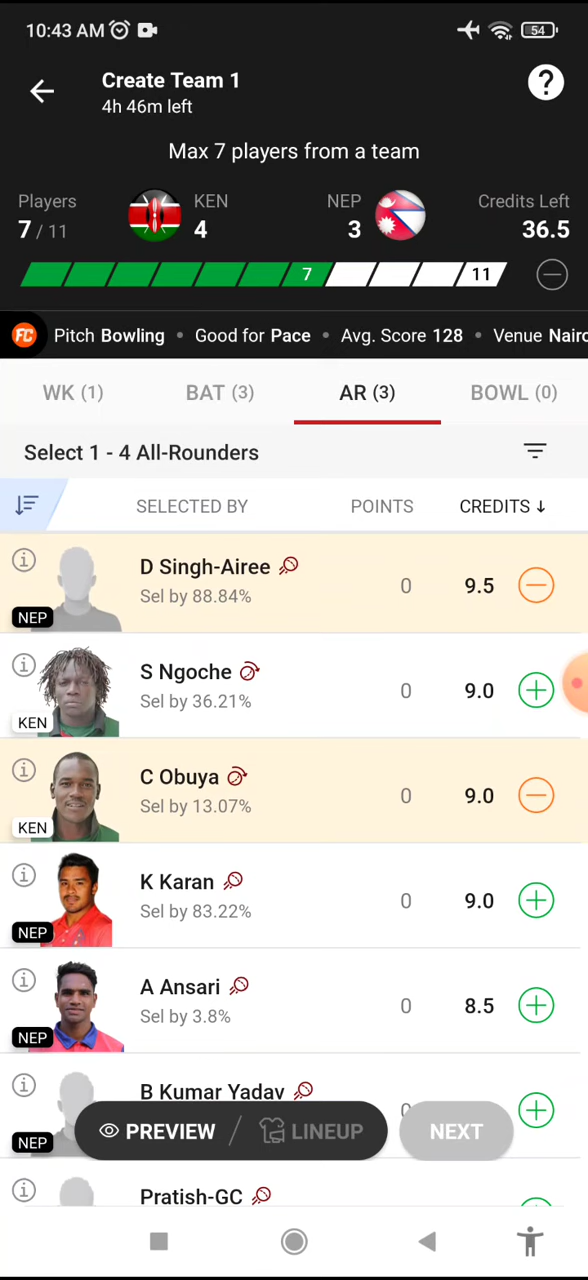 10:43 AM 54
Create Team 1
4h 46m left
?
Max 7 players from a team
Players KEN NEP Credits Left
7 / 11 4 3 36.5
7 11
FC Pitch Bowling • Good for Pace • Avg. Score 128 • Venue Nairo
WK (1) BAT (3) AR (3) BOWL (0)
Select 1 - 4 All-Rounders
SELECTED BY POINTS CREDITS ↓
D Singh-Airee
Sel by 88.84% 0 9.5
NEP
S Ngoche
Sel by 36.21% 0 9.0
KEN
C Obuya
Sel by 13.07% 0 9.0
KEN
K Karan
Sel by 83.22% 0 9.0
NEP
A Ansari
Sel by 3.8% 0 8.5
NEP
B Kumar Yadav
NEP
PREVIEW / LINEUP NEXT
Pratish-GC